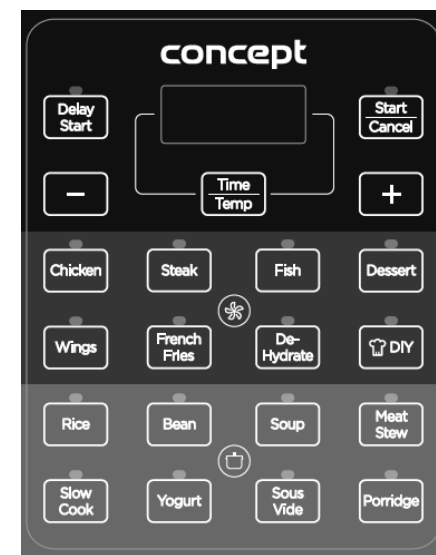 concept
Delay
Start
Start
Cancel
-
Time
Temp
+
Chicken
Steak
Fish
Dessert
Wings
French
Fries
De-
Hydrate
DIY
Rice
Bean
Soup
Meat
Stew
Slow
Cook
Yogurt
Sous
Vide
Porridge